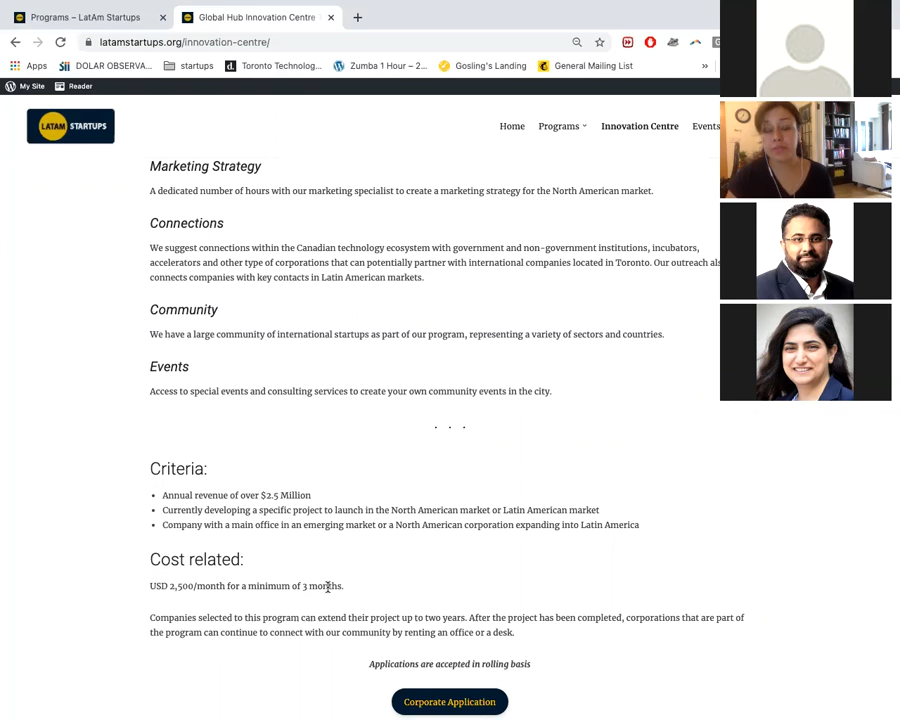 Programs – LatAm Startups
Global Hub Innovation Centre
latamstartups.org/innovation-centre/
Apps
DOLAR OBSERVA...
startups
Toronto Technolog...
Zumba 1 Hour – 2...
Gosling's Landing
General Mailing List
»
My Site
Reader
LATAM STARTUPS
Home
Programs
Innovation Centre
Events
Marketing Strategy
A dedicated number of hours with our marketing specialist to create a marketing strategy for the North American market.
Connections
We suggest connections within the Canadian technology ecosystem with government and non-government institutions, incubators,
accelerators and other type of corporations that can potentially partner with international companies located in Toronto. Our outreach als
connects companies with key contacts in Latin American markets.
Community
We have a large community of international startups as part of our program, representing a variety of sectors and countries.
Events
Access to special events and consulting services to create your own community events in the city.
. . .
Criteria:
• Annual revenue of over $2.5 Million
• Currently developing a specific project to launch in the North American market or Latin American market
• Company with a main office in an emerging market or a North American corporation expanding into Latin America
Cost related:
USD 2,500/month for a minimum of 3 months.
Companies selected to this program can extend their project up to two years. After the project has been completed, corporations that are part of
the program can continue to connect with our community by renting an office or a desk.
Applications are accepted in rolling basis
Corporate Application